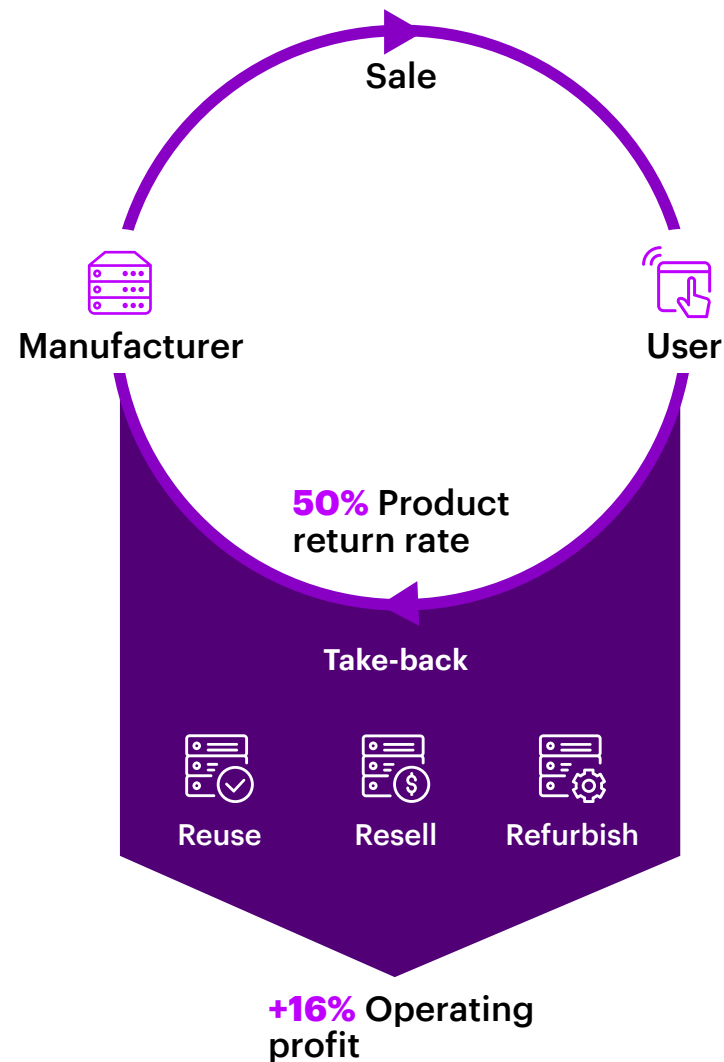 Sale
Manufacturer
User
50% Product
return rate
Take-back
Reuse
Resell
Refurbish
+16% Operating
profit